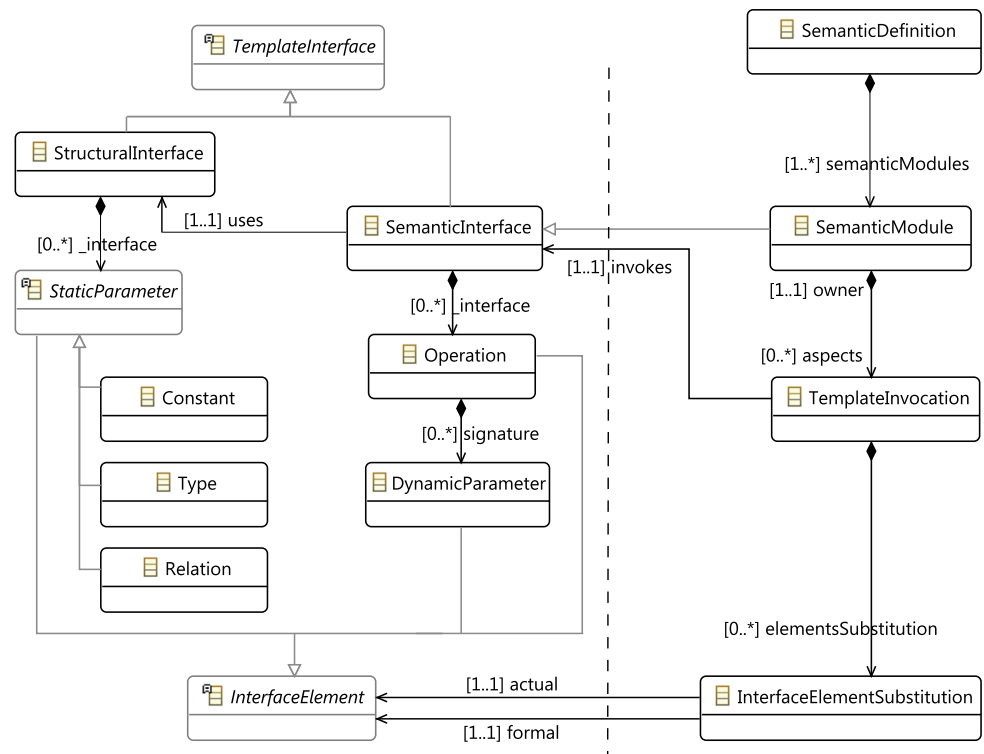 SemanticDefinition
TemplateInterface
StructuralInterface
[1..*] semanticModules
[1..1] uses
SemanticInterface
SemanticModule
[0..*] _interface
[1..1] invokes
StaticParameter
[1..1] owner
[0..*] _interface
Operation
[0..*] aspects
Constant
TemplateInvocation
[0..*] signature
Type
DynamicParameter
Relation
[0..*] elementsSubstitution
[1..1] actual
InterfaceElement
InterfaceElementSubstitution
[1..1] formal